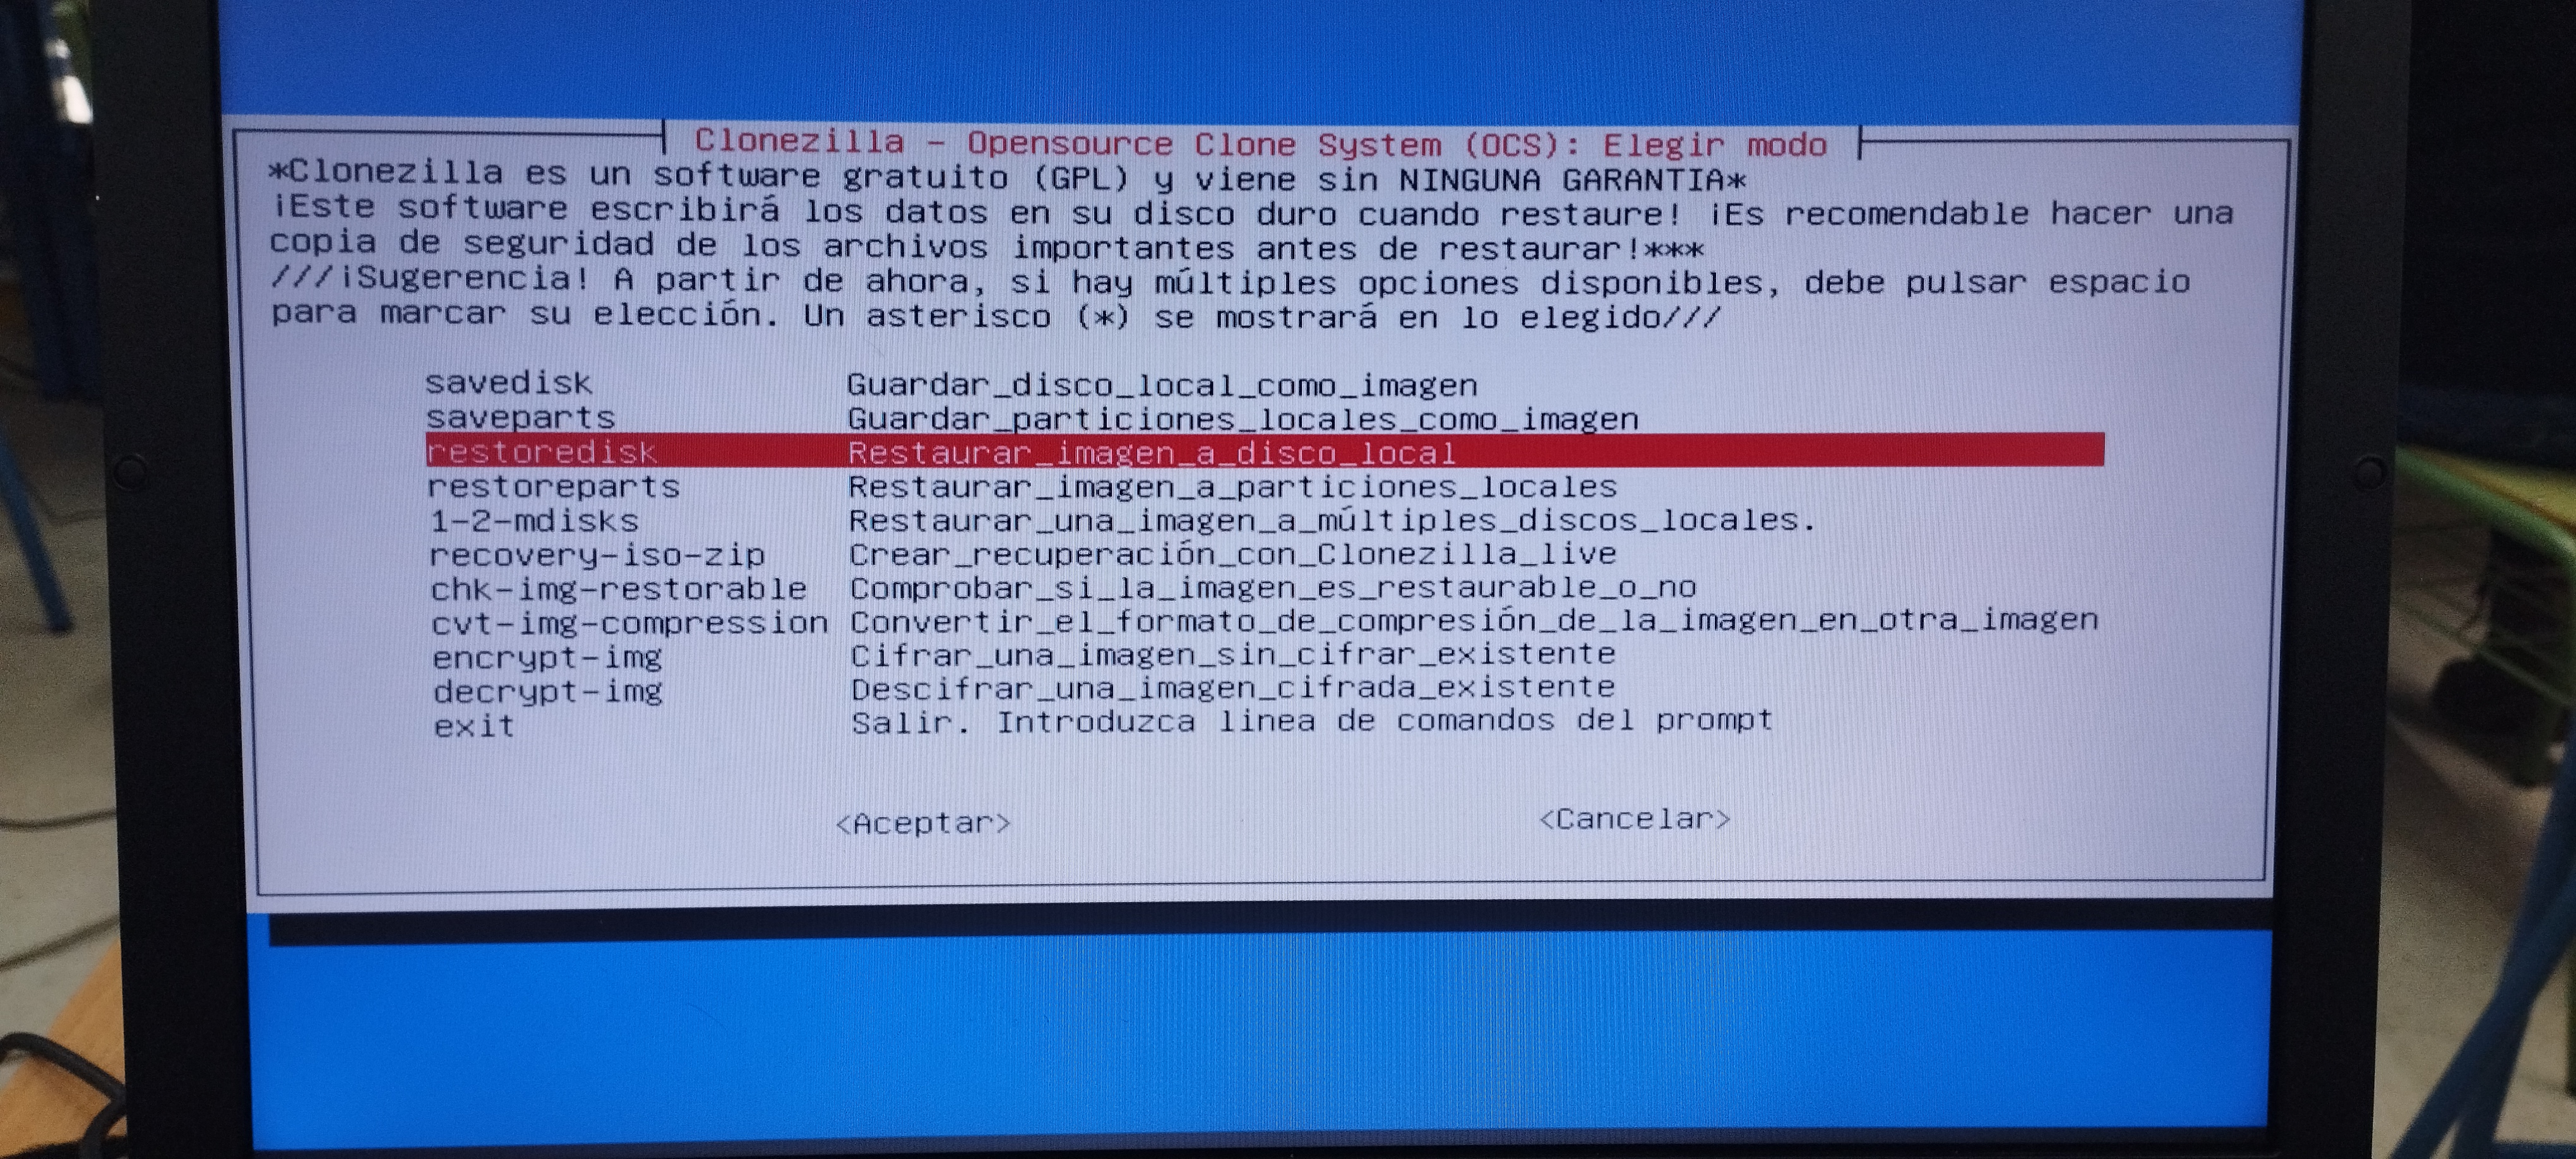 Clonezilla - Opensource Clone System (OCS): Elegir modo
*Clonezilla es un software gratuito (GPL) y viene sin NINGUNA GARANTIA*
¡Este software escribirá los datos en su disco duro cuando restaure! ¡Es recomendable hacer una
copia de seguridad de los archivos importantes antes de restaurar!***
///¡Sugerencia! A partir de ahora, si hay múltiples opciones disponibles, debe pulsar espacio
para marcar su elección. Un asterisco (*) se mostrará en lo elegido///
savedisk Guardar_disco_local_como_imagen
saveparts Guardar_particiones_locales_como_imagen
restoredisk Restaurar_imagen_a_disco_local
restoreparts Restaurar_imagen_a_particiones_locales
1-2-mdisks Restaurar_una_imagen_a_múltiples_discos_locales.
recovery-iso-zip Crear_recuperación_con_Clonezilla_live
chk-img-restorable Comprobar_si_la_imagen_es_restaurable_o_no
cvt-img-compression Convertir_el_formato_de_compresión_de_la_imagen_en_otra_imagen
encrypt-img Cifrar_una_imagen_sin_cifrar_existente
decrypt-img Descifrar_una_imagen_cifrada_existente
exit Salir. Introduzca linea de comandos del prompt
<Aceptar> <Cancelar>